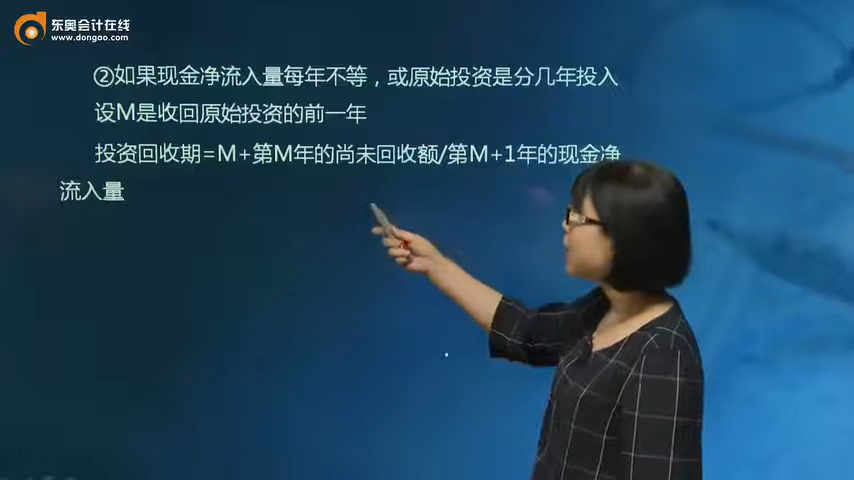 东奥会计在线
www.dongao.com
②如果现金净流入量每年不等，或原始投资是分几年投入
设M是收回原始投资的前一年
投资回收期=M+第M年的尚未回收额/第M+1年的现金净
流入量